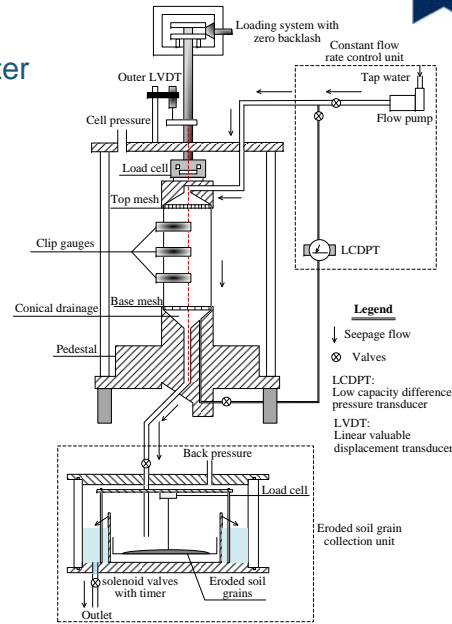 ter
Loading system with
zero backlash
Outer LVDT
Cell pressure
Load cell
Top mesh
Clip gauges
Base mesh
Conical drainage
Pedestal
Constant flow
rate control unit
Tap water
Flow pump
LCDPT
Legend
Seepage flow
Valves
LCDPT:
Low capacity difference
pressure transducer
LVDT:
Linear valuable
displacement transducer
Back pressure
Load cell
Eroded soil grain
collection unit
solenoid valves
with timer
Eroded soil
grains
Outlet